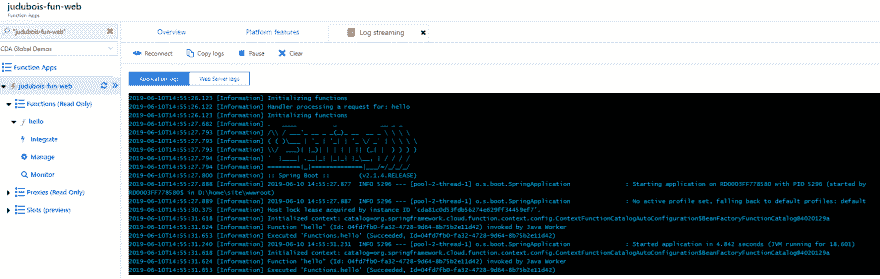 judubois-fun-web
Function Apps
"judubois-fun-web"
CDA Global Demos
Function Apps
judubois-fun-web
Functions (Read Only)
hello
Integrate
Manage
Monitor
Proxies (Read Only)
Slots (preview)
Overview
Platform features
Log streaming
Reconnect
Copy logs
Pause
Clear
Application logs
Web Server logs
2019-06-10T14:55:26.123 [Information] Initializing functions
2019-06-10T14:55:26.122 [Information] Handler processing a request for: hello
2019-06-10T14:55:26.123 [Information] Initializing functions
2019-06-10T14:55:27.682 [Information]
2019-06-10T14:55:27.793 [Information]
2019-06-10T14:55:27.793 [Information]
2019-06-10T14:55:27.793 [Information]
2019-06-10T14:55:27.794 [Information]
2019-06-10T14:55:27.794 [Information]
2019-06-10T14:55:27.800 [Information] :: Spring Boot :: (v2.1.4.RELEASE)
2019-06-10T14:55:27.888 [Information] 2019-06-10 14:55:27.877 INFO 5296 --- [pool-2-thread-1] o.s.boot.SpringApplication : Starting application on with PID 5296 (started by
in D:\home\site\wwwroot)
2019-06-10T14:55:27.889 [Information] 2019-06-10 14:55:27.887 INFO 5296 --- [pool-2-thread-1] o.s.boot.SpringApplication : No active profile set, falling back to default profiles: default
2019-06-10T14:55:30.375 [Information] Host lock lease acquired by instance ID
2019-06-10T14:55:31.618 [Information] Initialized context: catalog=org.springframework.cloud.function.context.config.ContextFunctionCatalogAutoConfiguration$BeanFactoryFunctionCatalog@4020129a
2019-06-10T14:55:31.624 [Information] Function "hello" (Id: 04fd7fb0-fa32-4728-9d64-8b75b2e11d42) invoked by Java Worker
2019-06-10T14:55:31.653 [Information] Executed 'Functions.hello' (Succeeded, Id=04fd7fb0-fa32-4728-9d64-8b75b2e11d42)
2019-06-10T14:55:31.240 [Information] 2019-06-10 14:55:31.231 INFO 5296 --- [pool-2-thread-1] o.s.boot.SpringApplication : Started application in 4.842 seconds (JVM running for 18.601)
2019-06-10T14:55:31.618 [Information] Initialized context: catalog=org.springframework.cloud.function.context.config.ContextFunctionCatalogAutoConfiguration$BeanFactoryFunctionCatalog@4020129a
2019-06-10T14:55:31.624 [Information] Function "hello" (Id: 04fd7fb0-fa32-4728-9d64-8b75b2e11d42) invoked by Java Worker
2019-06-10T14:55:31.653 [Information] Executed 'Functions.hello' (Succeeded, Id=04fd7fb0-fa32-4728-9d64-8b75b2e11d42)